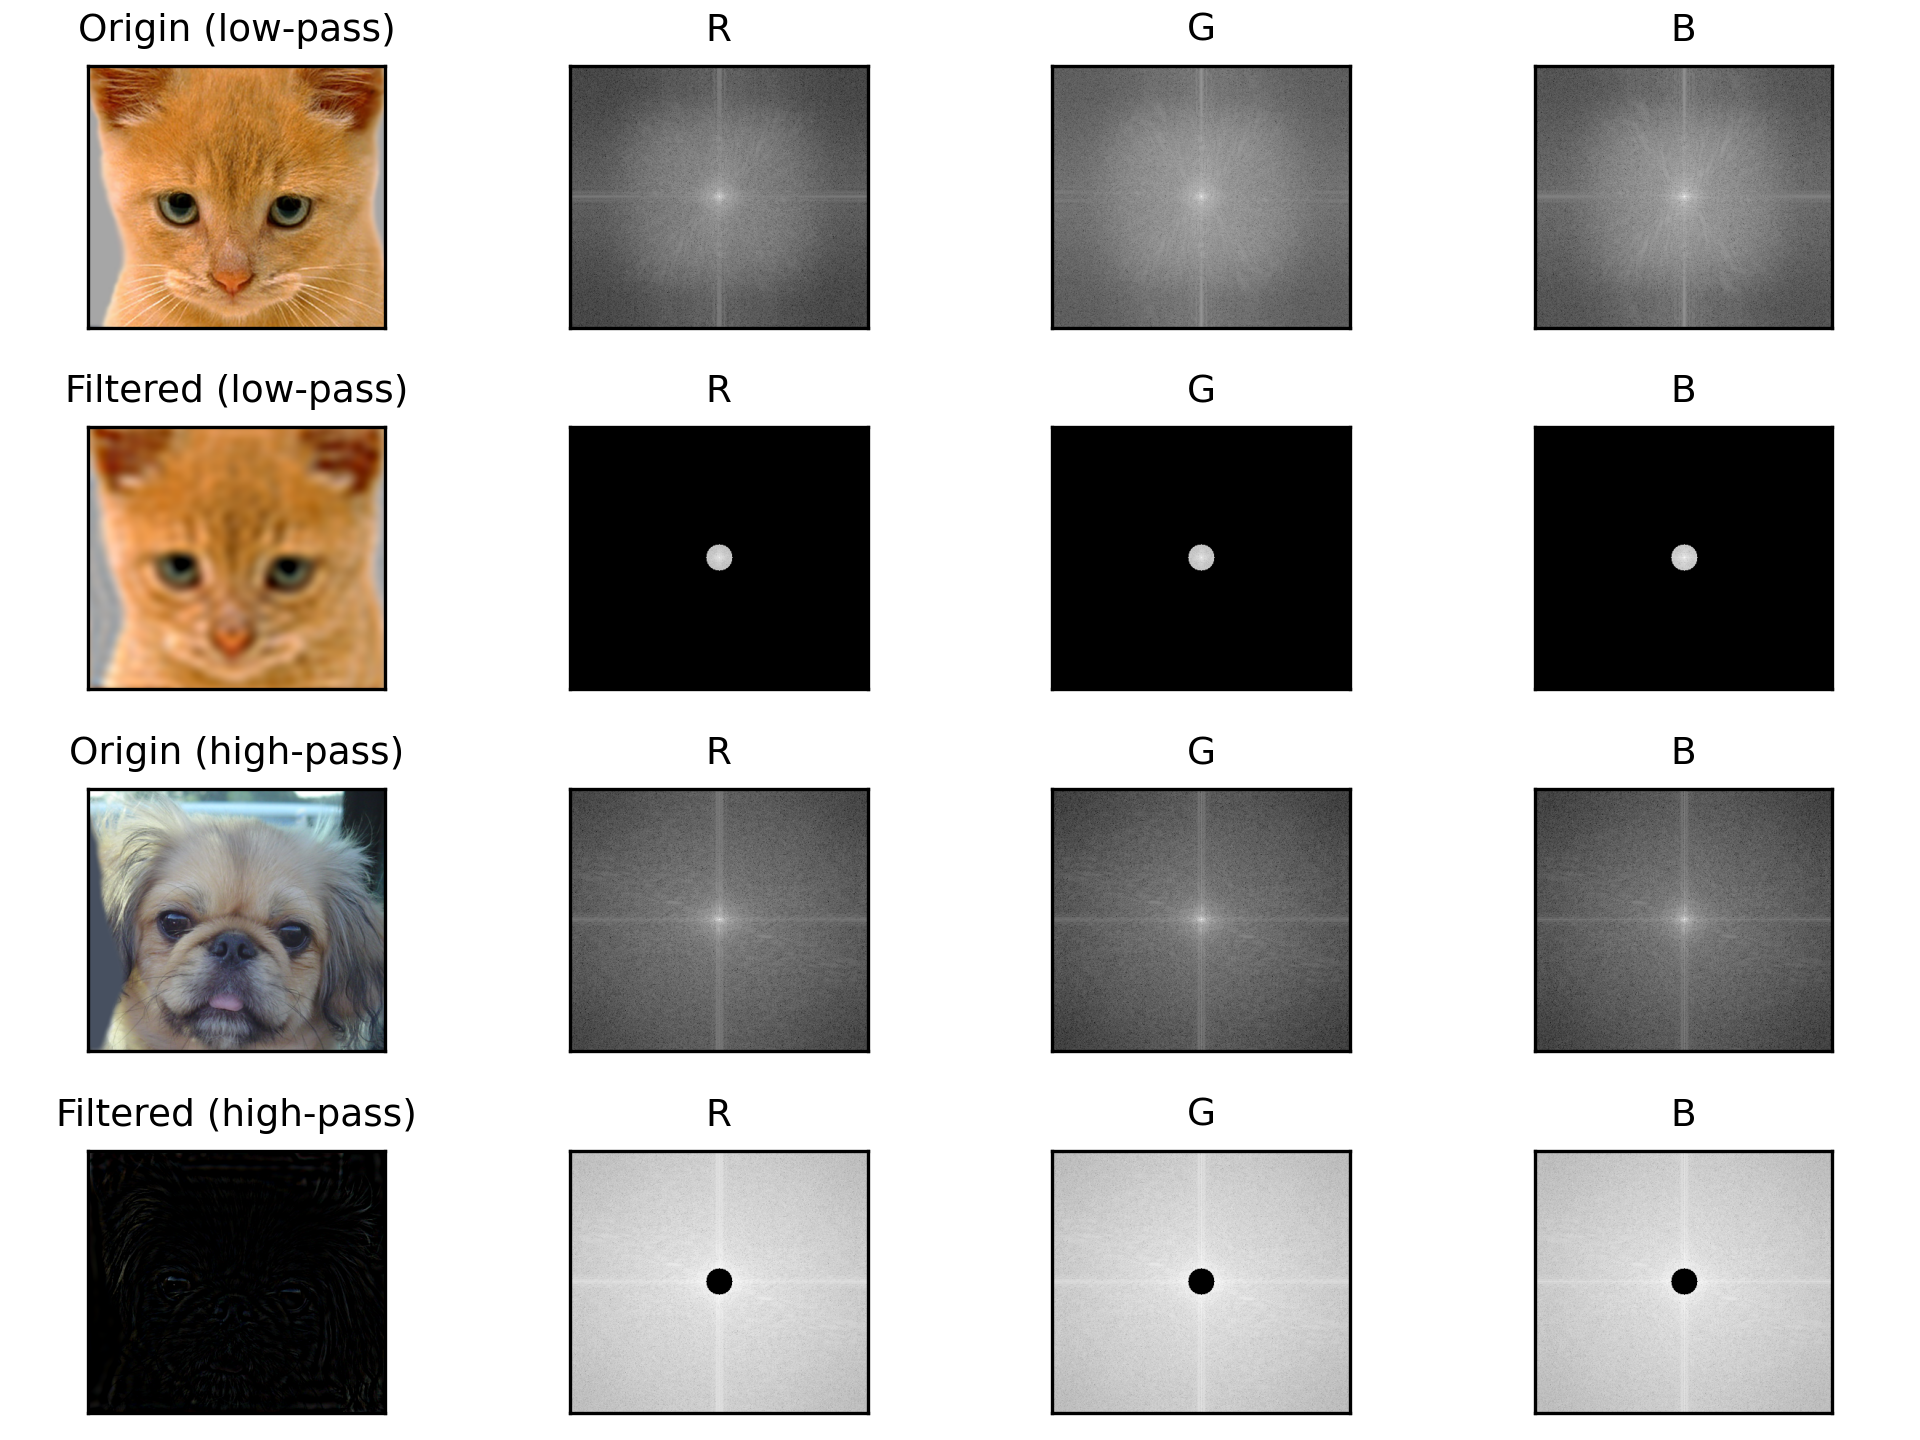 Origin (low-pass) R G B
Filtered (low-pass) R G B
Origin (high-pass) R G B
Filtered (high-pass) R G B